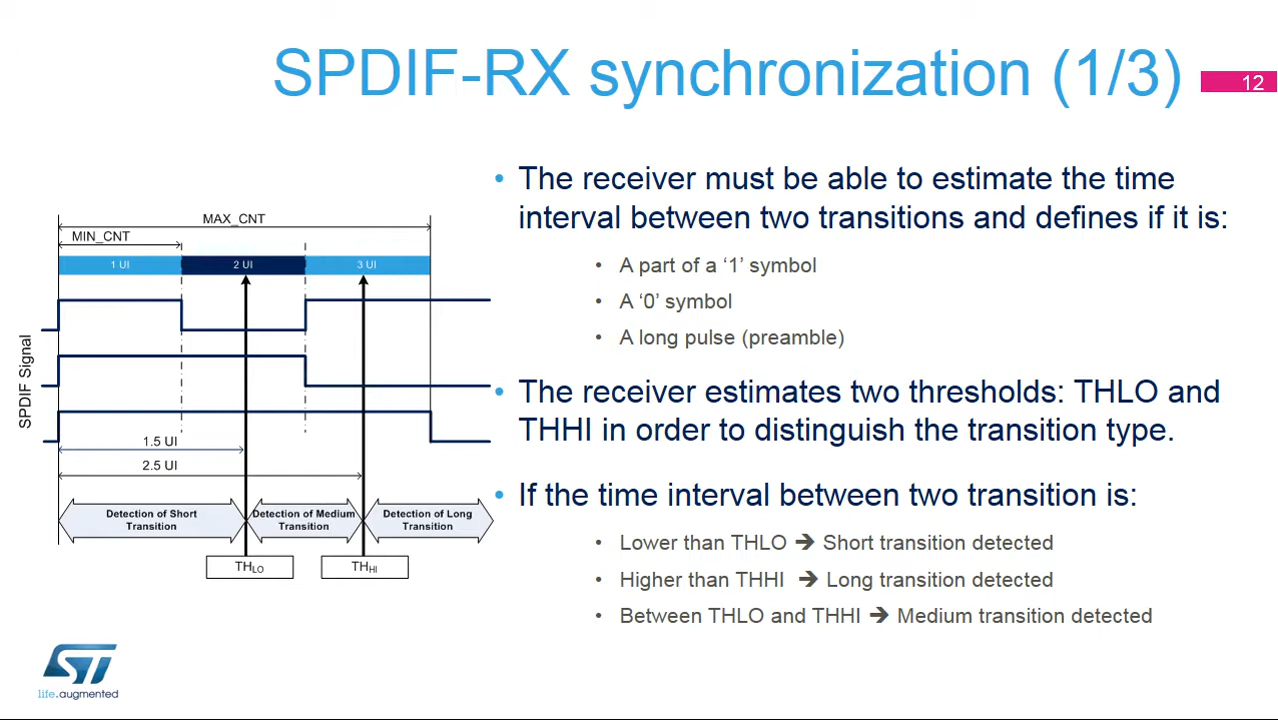 SPDIF-RX synchronization (1/3)
12
MAX_CNT
MIN_CNT
1 UI
2 UI
3 UI
SPDIF Signal
1.5 UI
2.5 UI
Detection of Short
Transition
Detection of Medium
Transition
Detection of Long
Transition
THLO
THHI
• The receiver must be able to estimate the time
interval between two transitions and defines if it is:
• A part of a ‘1’ symbol
• A ‘0’ symbol
• A long pulse (preamble)
• The receiver estimates two thresholds: THLO and
THHI in order to distinguish the transition type.
• If the time interval between two transition is:
• Lower than THLO ➔ Short transition detected
• Higher than THHI ➔ Long transition detected
• Between THLO and THHI ➔ Medium transition detected
ST
life.augmented